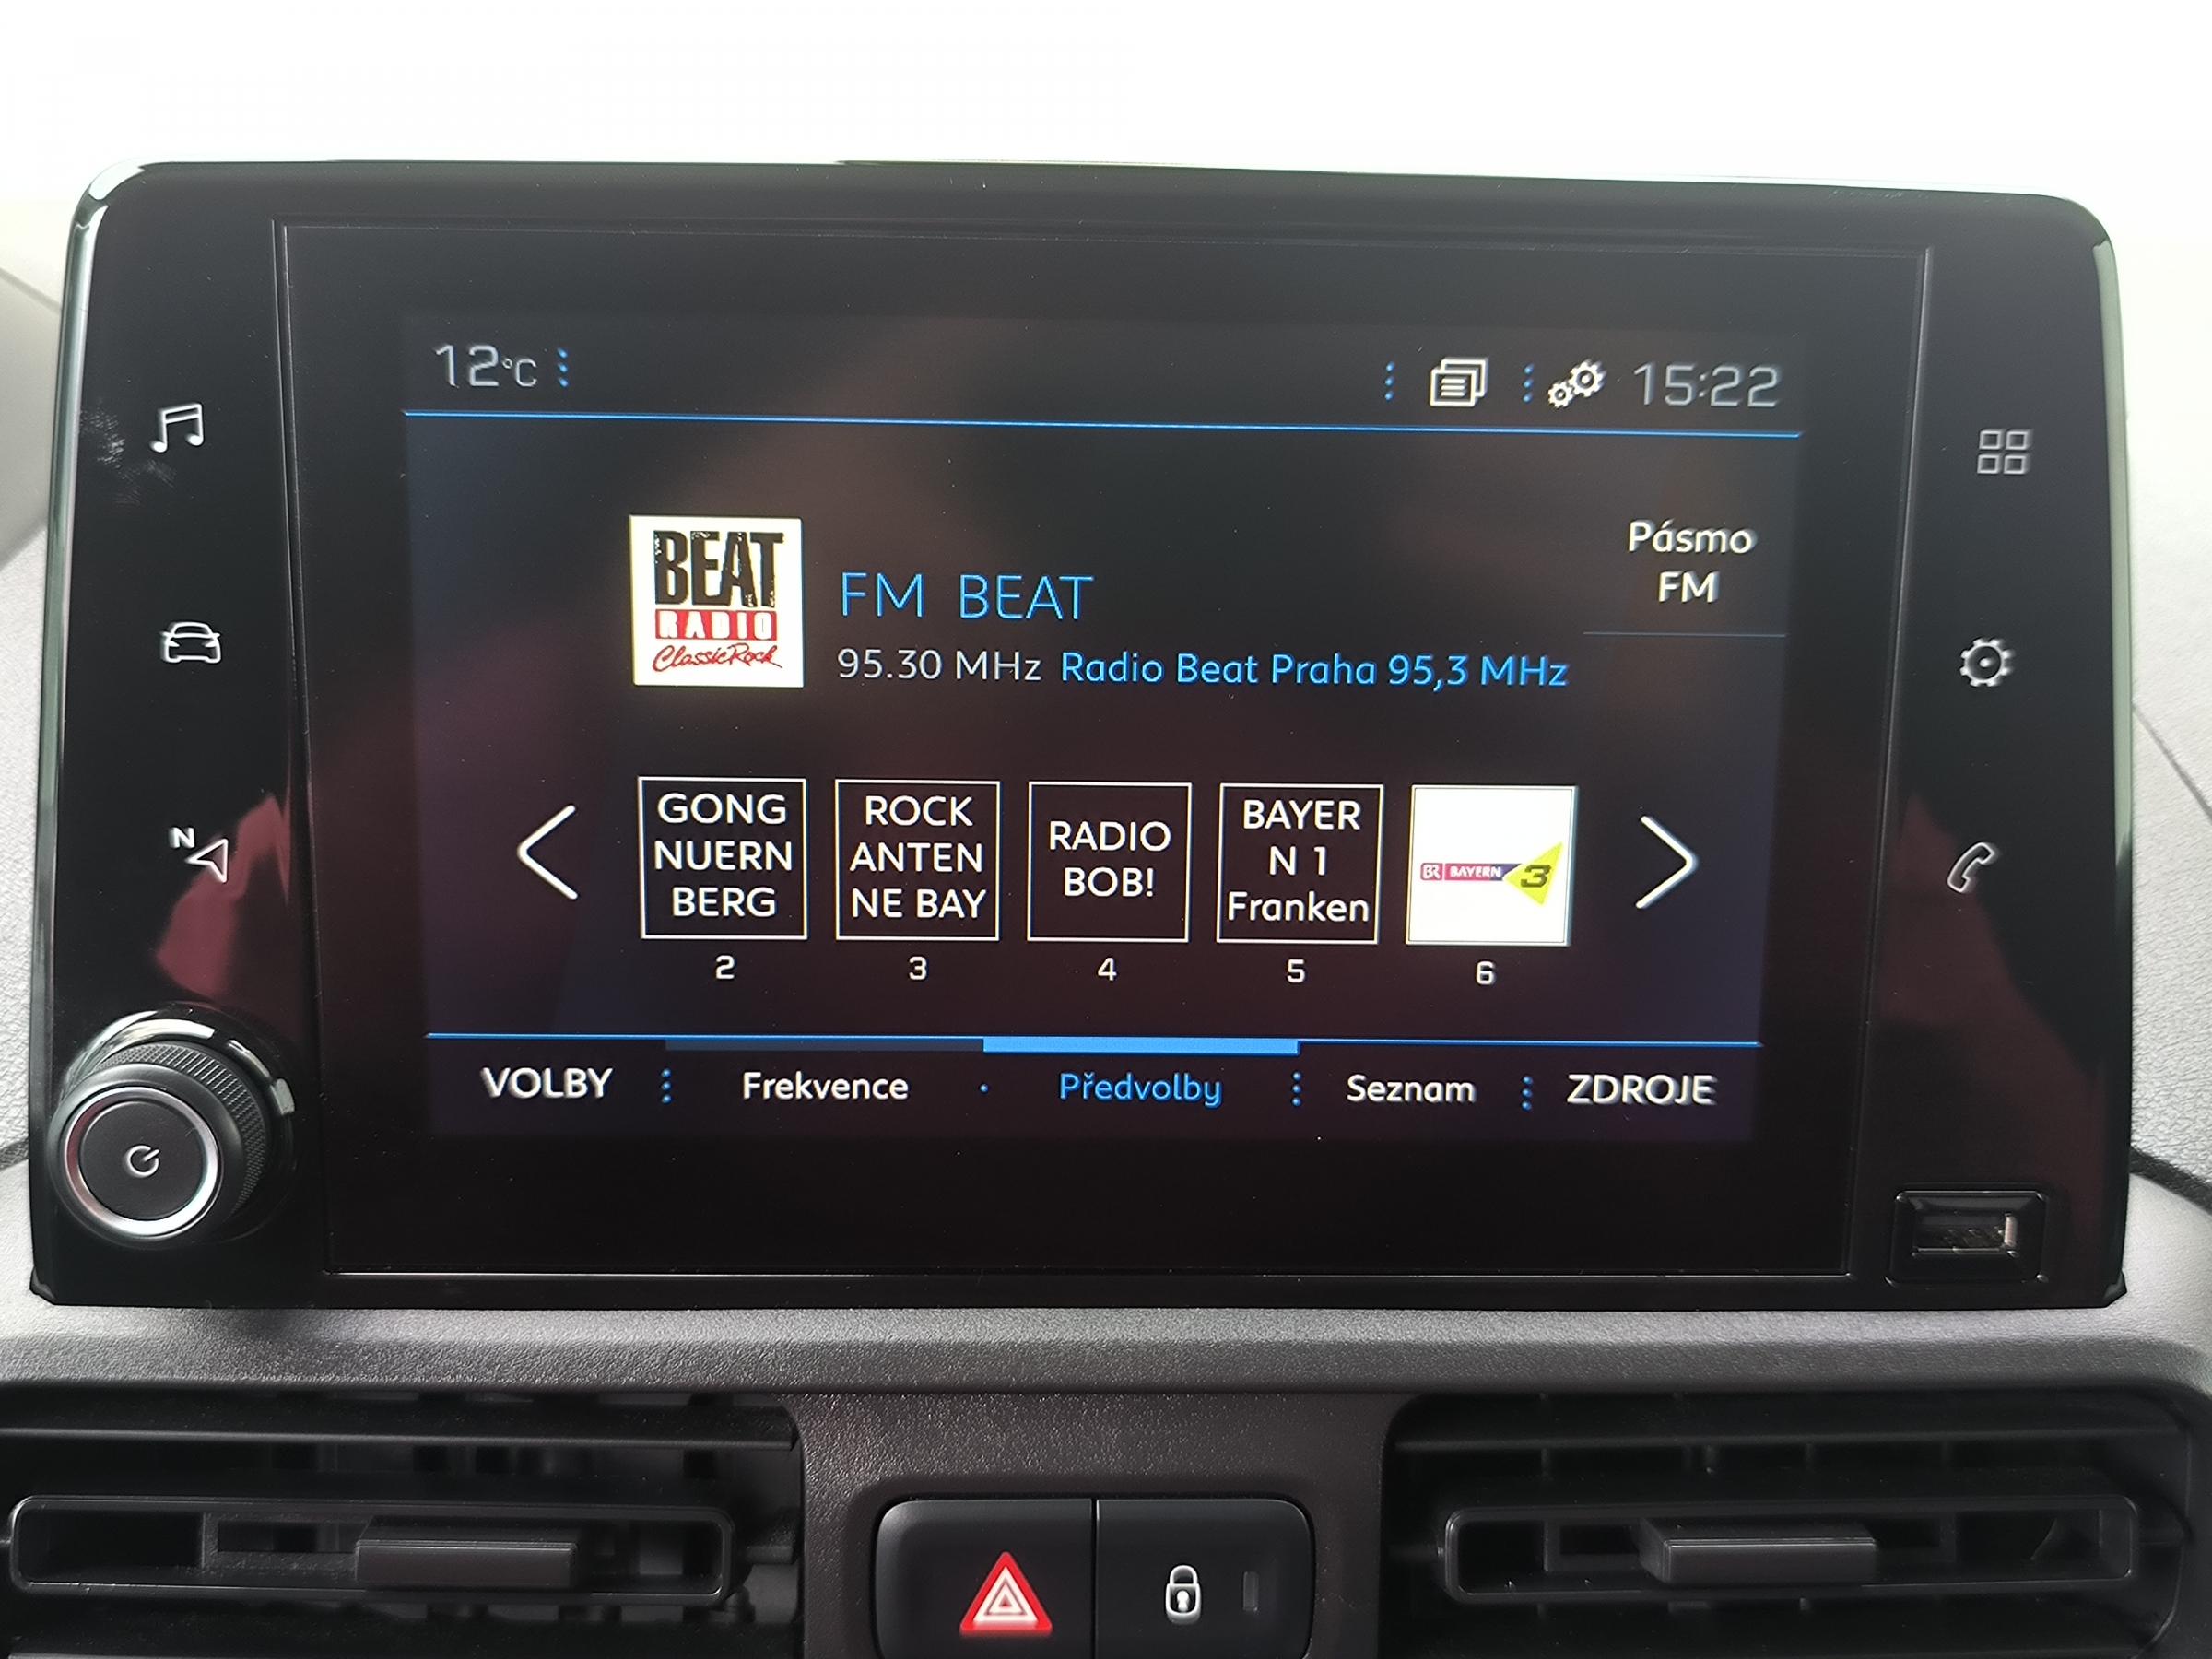 12°C
15:22
Pásmo
FM
BEAT
RADIO
ClassicRock
FM BEAT
95.30 MHz Radio Beat Praha 95,3 MHz
GONG
NUERN
BERG
2
ROCK
ANTEN
NE BAY
3
RADIO
BOB!
4
BAYER
N 1
Franken
5
BR BAYERN 3
6
VOLBY
Frekvence
Předvolby
Seznam
ZDROJE
N